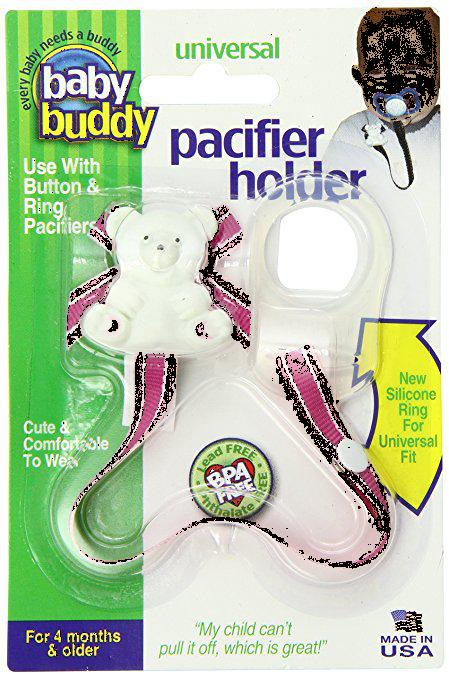 every baby needs a buddy
baby
buddy
universal
pacifier
holder
Use With
Button &
Ring
Pacifiers
New
Silicone
Ring For
Universal
Fit
Cute &
Comfortable
To Wear
Lead FREE
BPA
FREE
Phthalate FREE
For 4 months
& older
"My child can't
pull it off, which is great!"
MADE IN
USA